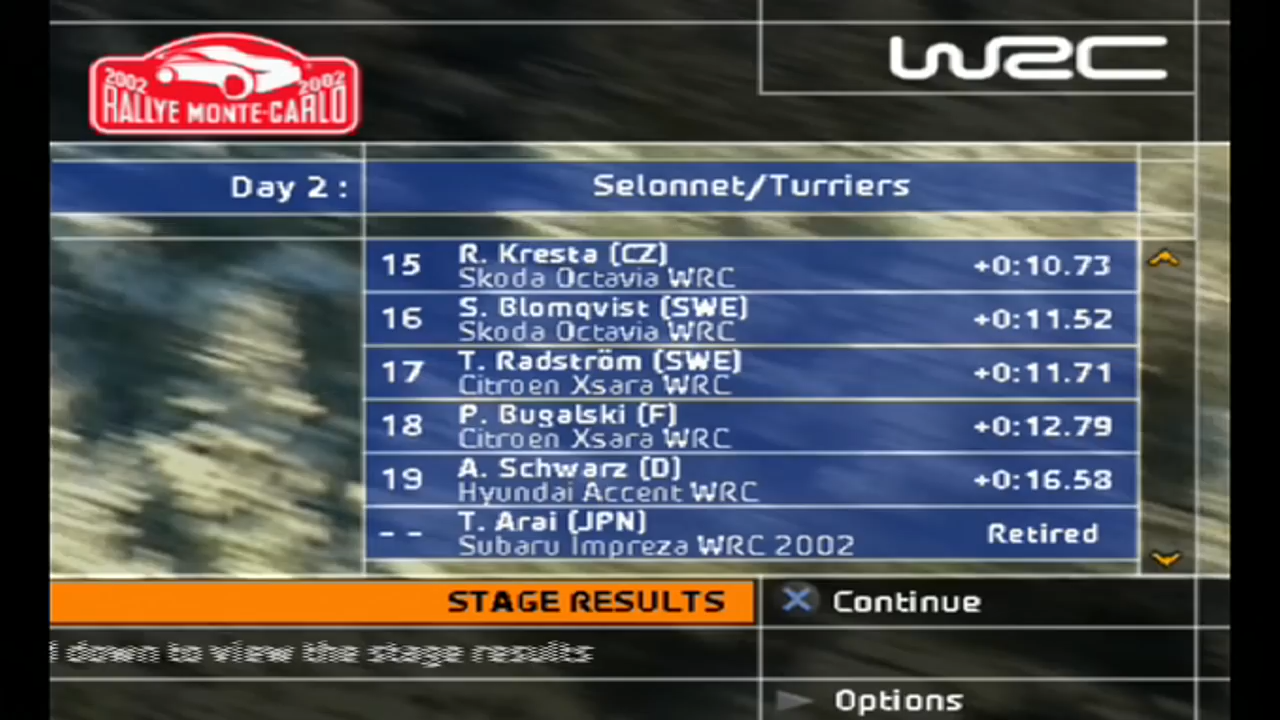 2002 2002
RALLYE MONTE-CARLO
WRC
Day 2 :
Selonnet/Turriers
15 R. Kresta (CZ) +0:10.73
Skoda Octavia WRC
16 S. Blomqvist (SWE) +0:11.52
Skoda Octavia WRC
17 T. Radström (SWE) +0:11.71
Citroen Xsara WRC
18 P. Bugalski (F) +0:12.79
Citroen Xsara WRC
19 A. Schwarz (D) +0:16.58
Hyundai Accent WRC
-- T. Arai (JPN) Retired
Subaru Impreza WRC 2002
STAGE RESULTS
Continue
down to view the stage results
Options